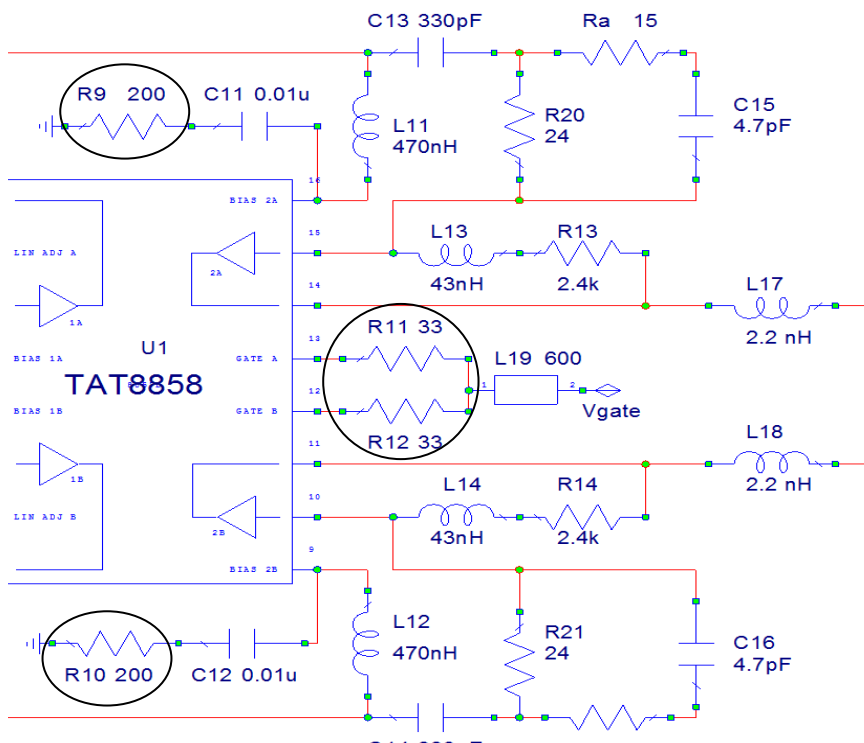 C13 330pF
Ra 15
R9 200
C11 0.01u
L11
470nH
R20
24
C15
4.7pF
16
BIAS 2A
15
L13
43nH
R13
2.4k
LIN ADJ A
2A
14
L17
2.2 nH
1A
13
R11 33
U1
BIAS 1A
GATE A
L19 600
TAT8858
1
2
Vgate
12
BIAS 1B
GATE B
R12 33
11
L18
2.2 nH
1B
L14
43nH
R14
2.4k
10
LIN ADJ B
2B
9
BIAS 2B
R10 200
C12 0.01u
L12
470nH
R21
24
C16
4.7pF